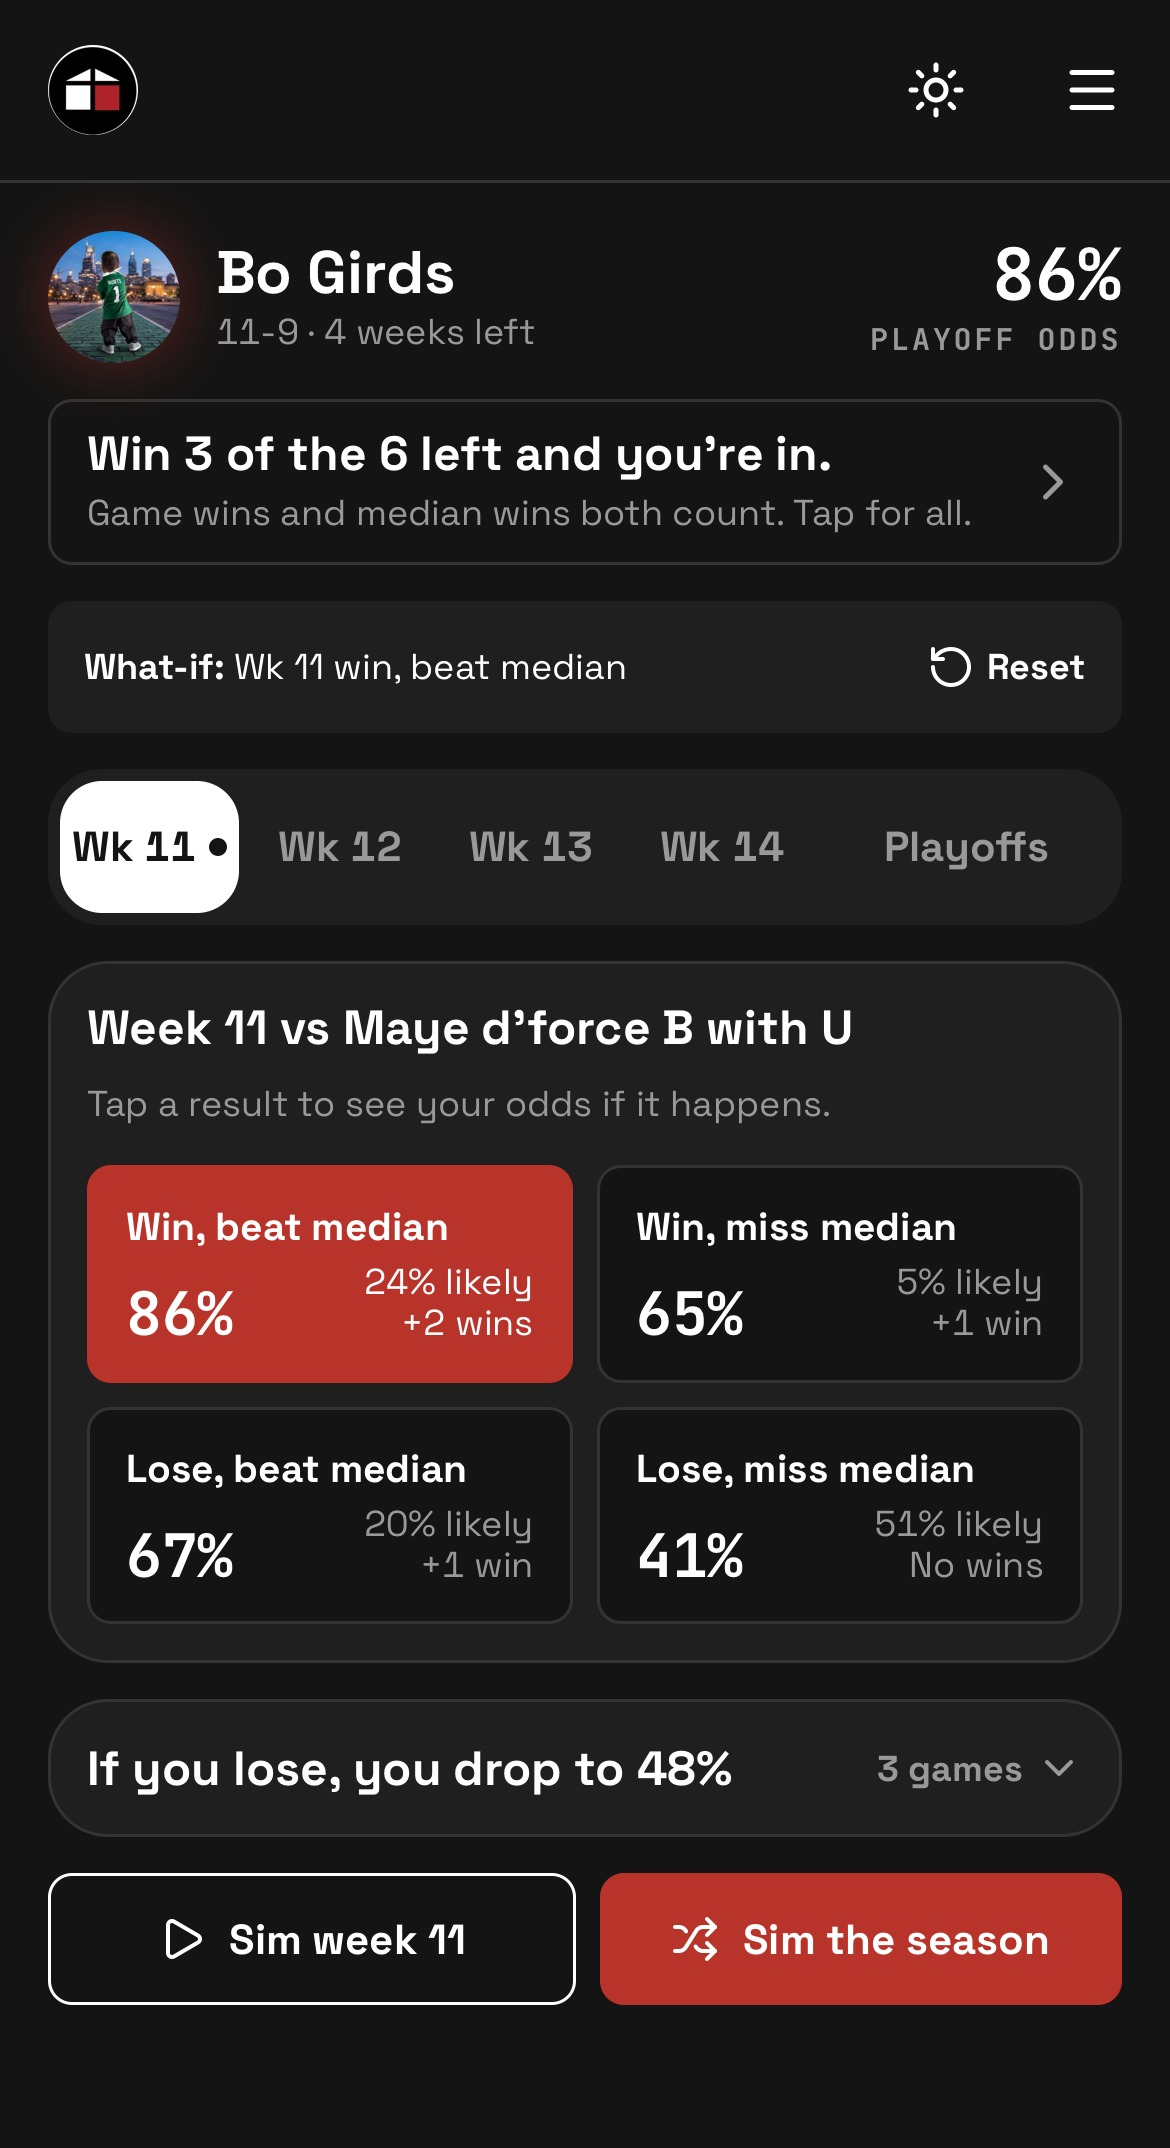 Bo Girds
11-9 · 4 weeks left
86%
PLAYOFF ODDS
Win 3 of the 6 left and you’re in.
Game wins and median wins both count. Tap for all.
What-if: Wk 11 win, beat median
Reset
Wk 11
Wk 12
Wk 13
Wk 14
Playoffs
Week 11 vs Maye d’force B with U
Tap a result to see your odds if it happens.
Win, beat median
86%
24% likely
+2 wins
Win, miss median
65%
5% likely
+1 win
Lose, beat median
67%
20% likely
+1 win
Lose, miss median
41%
51% likely
No wins
If you lose, you drop to 48%
3 games
Sim week 11
Sim the season